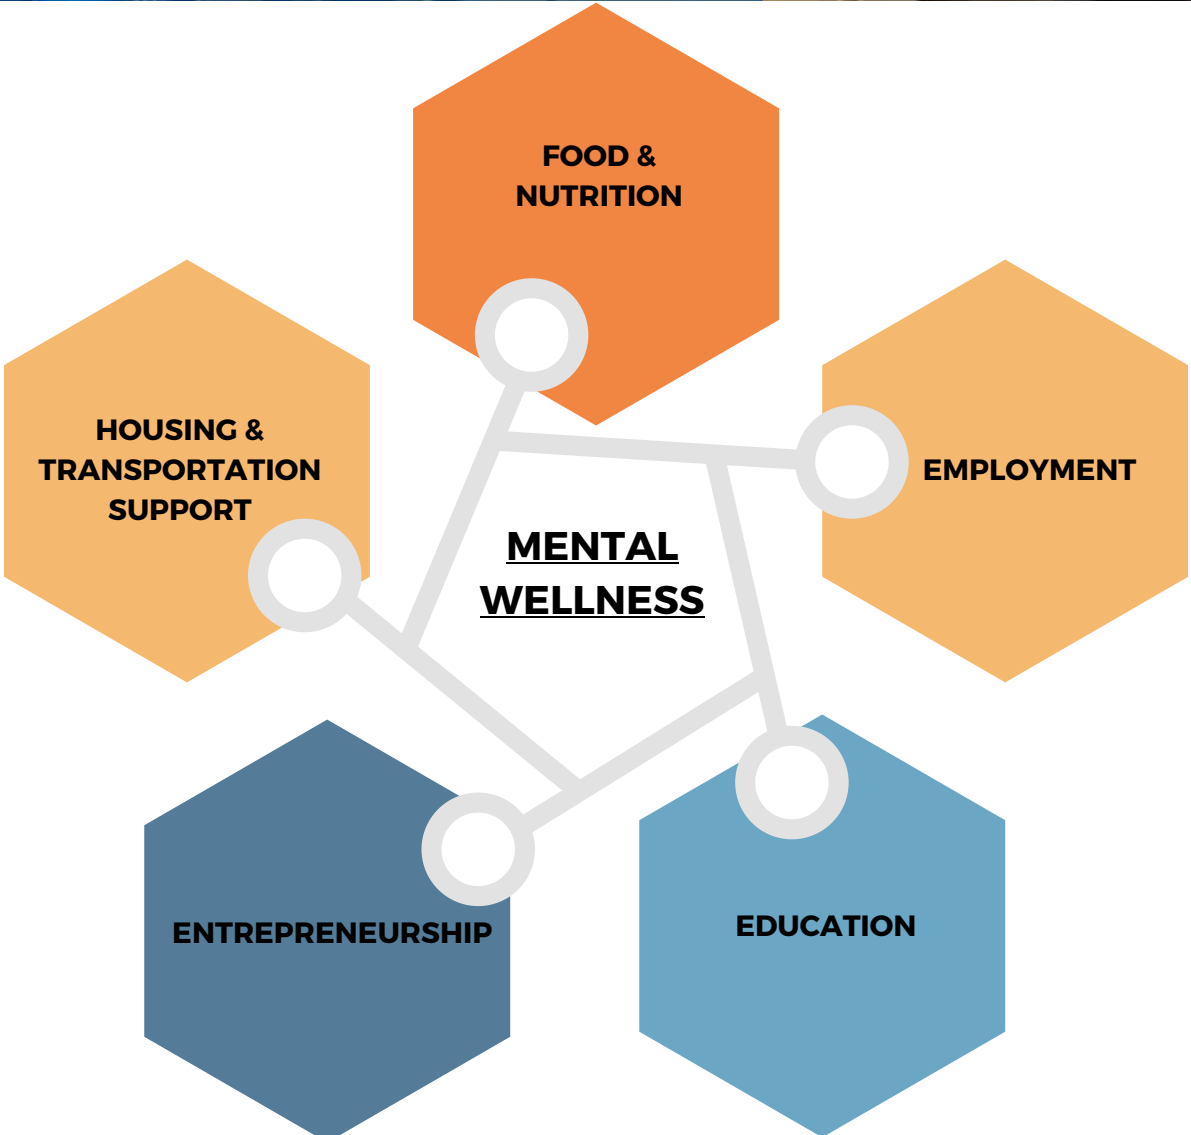 FOOD &
NUTRITION
HOUSING &
TRANSPORTATION
SUPPORT
EMPLOYMENT
MENTAL
WELLNESS
ENTREPRENEURSHIP
EDUCATION